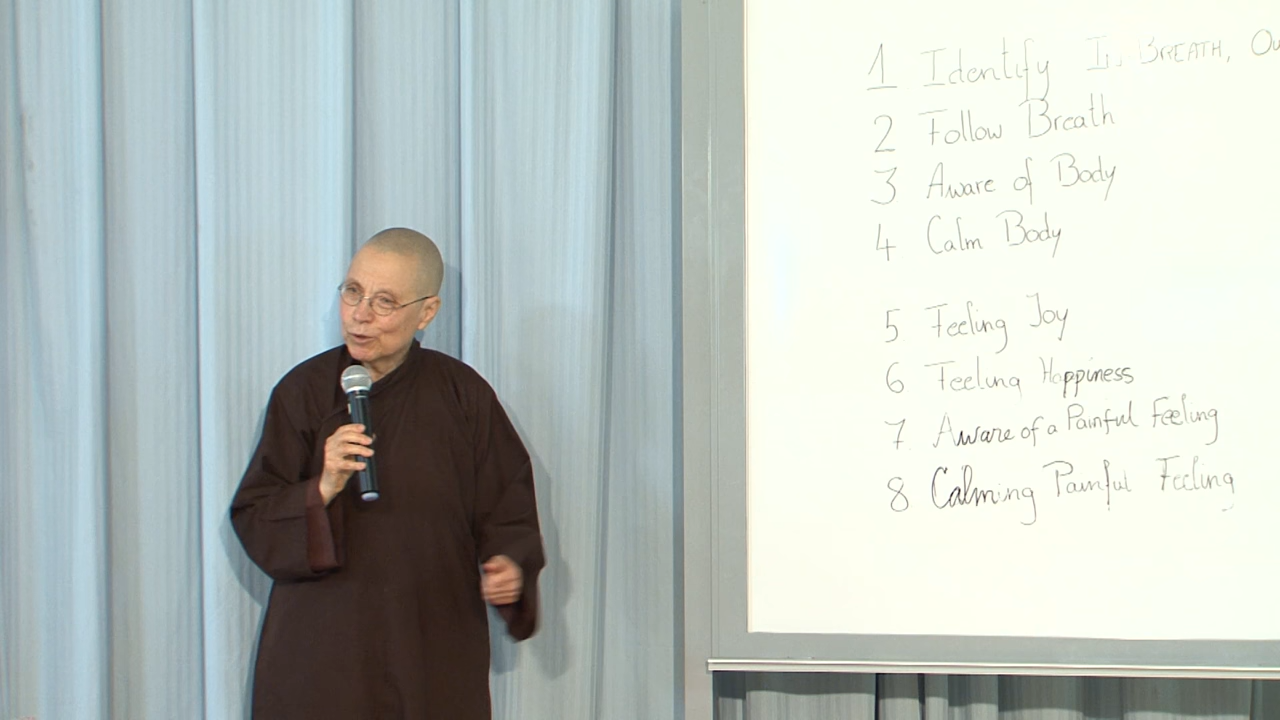 1 Identify In BREATH, Ou
2 Follow Breath
3 Aware of Body
4 Calm Body
5 Feeling Joy
6 Feeling Happiness
7 Aware of a Painful Feeling
8 Calming Painful Feeling